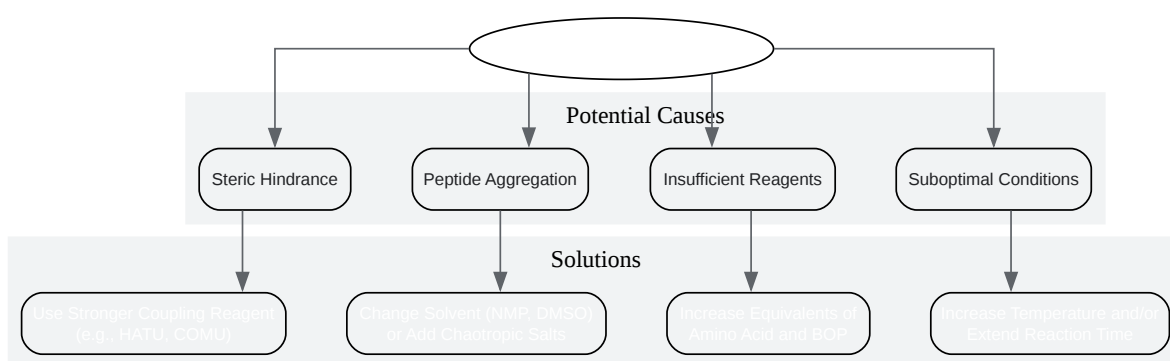 Potential Causes
Steric Hindrance
Peptide Aggregation
Insufficient Reagents
Suboptimal Conditions
Solutions
Use Stronger Coupling Reagent
(e.g., HATU, COMU)
Change Solvent (NMP, DMSO)
or Add Chaotropic Salts
Increase Equivalents of
Amino Acid and BOP
Increase Temperature and/or
Extend Reaction Time